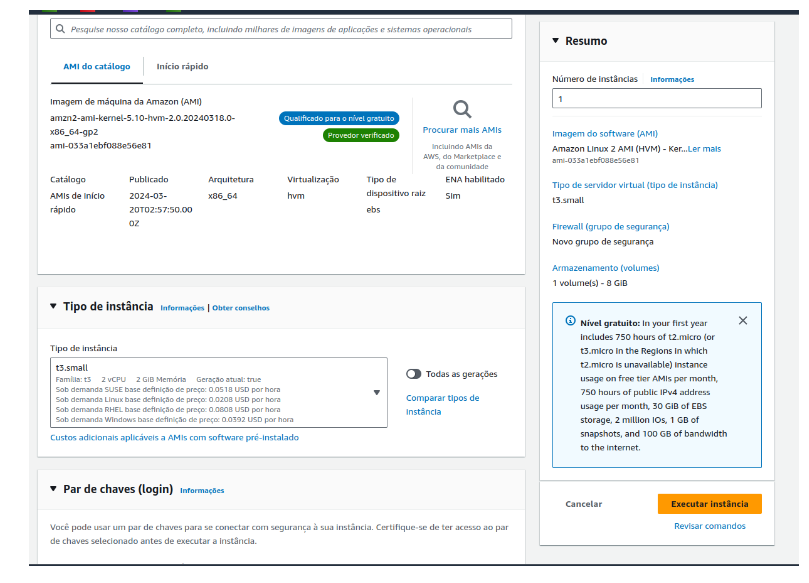 Pesquise nosso catálogo completo, incluindo milhares de imagens de aplicações e sistemas operacionais
AMI do catálogo
Início rápido
Imagem de máquina da Amazon (AMI)
amzn2-ami-kernel-5.10-hvm-2.0.20240318.0-
x86_64-gp2
ami-033a1ebf088e56e81
Qualificado para o nível gratuito
Provedor verificado
Procurar mais AMIs
Incluindo AMIs da
AWS, do Marketplace e
da comunidade
Catálogo
AMIs de início
rápido
Publicado
2024-03-
20T02:57:50.00
0Z
Arquitetura
x86_64
Virtualização
hvm
Tipo de
dispositivo raiz
ebs
ENA habilitado
Sim
Tipo de instância Informações | Obter conselhos
Tipo de instância
t3.small
Família: t3 2 vCPU 2 GiB Memória Geração atual: true
Sob demanda SUSE base definição de preço: 0.0518 USD por hora
Sob demanda Linux base definição de preço: 0.0208 USD por hora
Sob demanda RHEL base definição de preço: 0.0808 USD por hora
Sob demanda Windows base definição de preço: 0.0392 USD por hora
Todas as gerações
Comparar tipos de
instância
Custos adicionais aplicáveis a AMIs com software pré-instalado
Par de chaves (login) Informações
Você pode usar um par de chaves para se conectar com segurança à sua instância. Certifique-se de ter acesso ao par
de chaves selecionado antes de executar a instância.
Resumo
Número de instâncias Informações
1
Imagem do software (AMI)
Amazon Linux 2 AMI (HVM) - Ker...Ler mais
ami-033a1ebf088e56e81
Tipo de servidor virtual (tipo de instância)
t3.small
Firewall (grupo de segurança)
Novo grupo de segurança
Armazenamento (volumes)
1 volume(s) - 8 GiB
Nível gratuito: In your first year
includes 750 hours of t2.micro (or
t3.micro in the Regions in which
t2.micro is unavailable) instance
usage on free tier AMIs per month,
750 hours of public IPv4 address
usage per month, 30 GiB of EBS
storage, 2 million IOs, 1 GB of
snapshots, and 100 GB of bandwidth
to the internet.
Cancelar
Executar instância
Revisar comandos